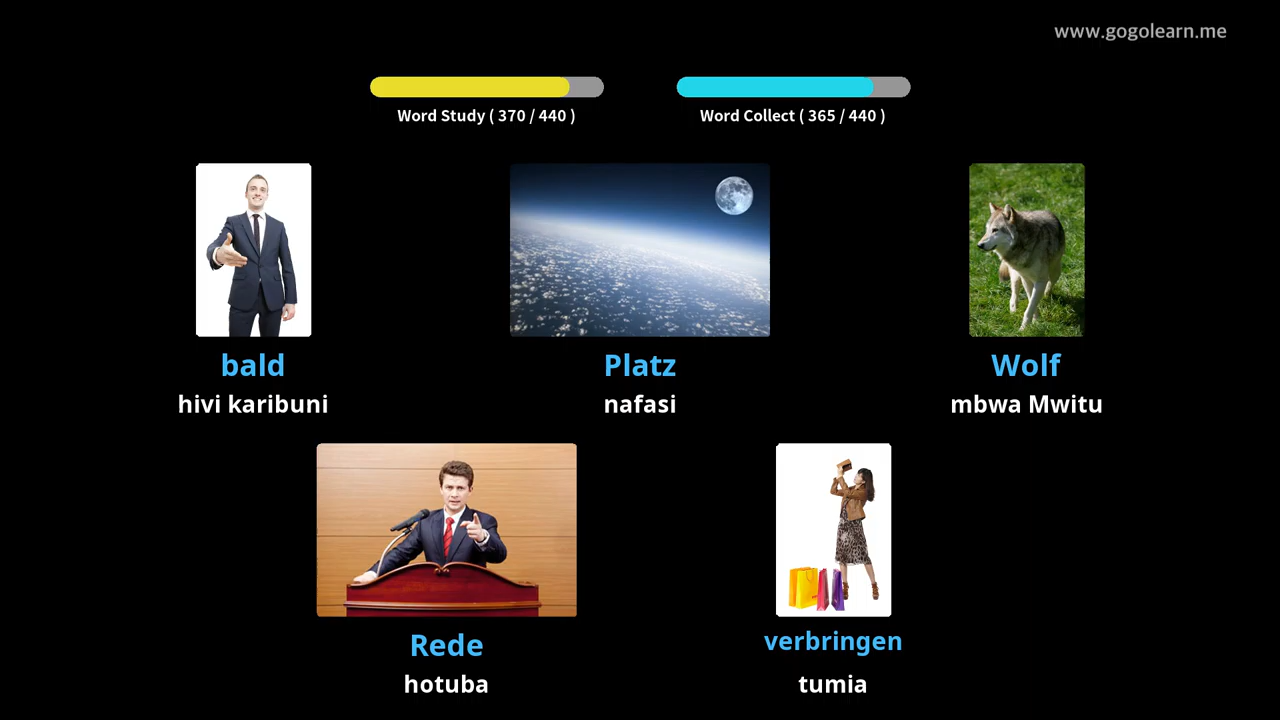 www.gogolearn.me
Word Study ( 370 / 440 )
Word Collect ( 365 / 440 )
bald
hivi karibuni
Platz
nafasi
Wolf
mbwa Mwitu
Rede
hotuba
verbringen
tumia